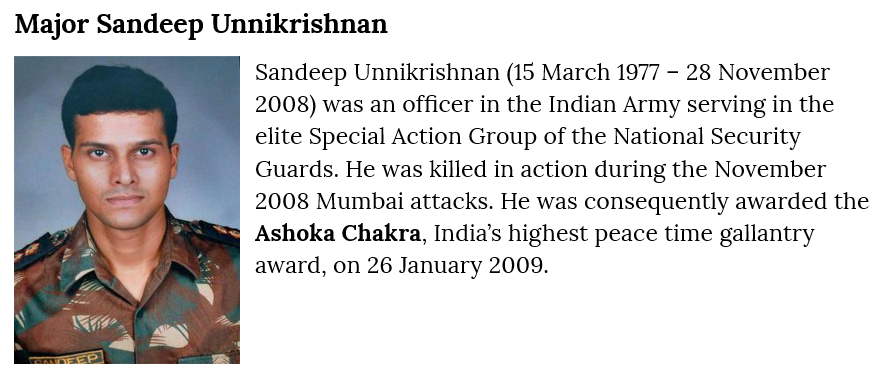 Major Sandeep Unnikrishnan
Sandeep Unnikrishnan (15 March 1977 – 28 November
2008) was an officer in the Indian Army serving in the
elite Special Action Group of the National Security
Guards. He was killed in action during the November
2008 Mumbai attacks. He was consequently awarded the
Ashoka Chakra, India’s highest peace time gallantry
award, on 26 January 2009.
SANDEEP